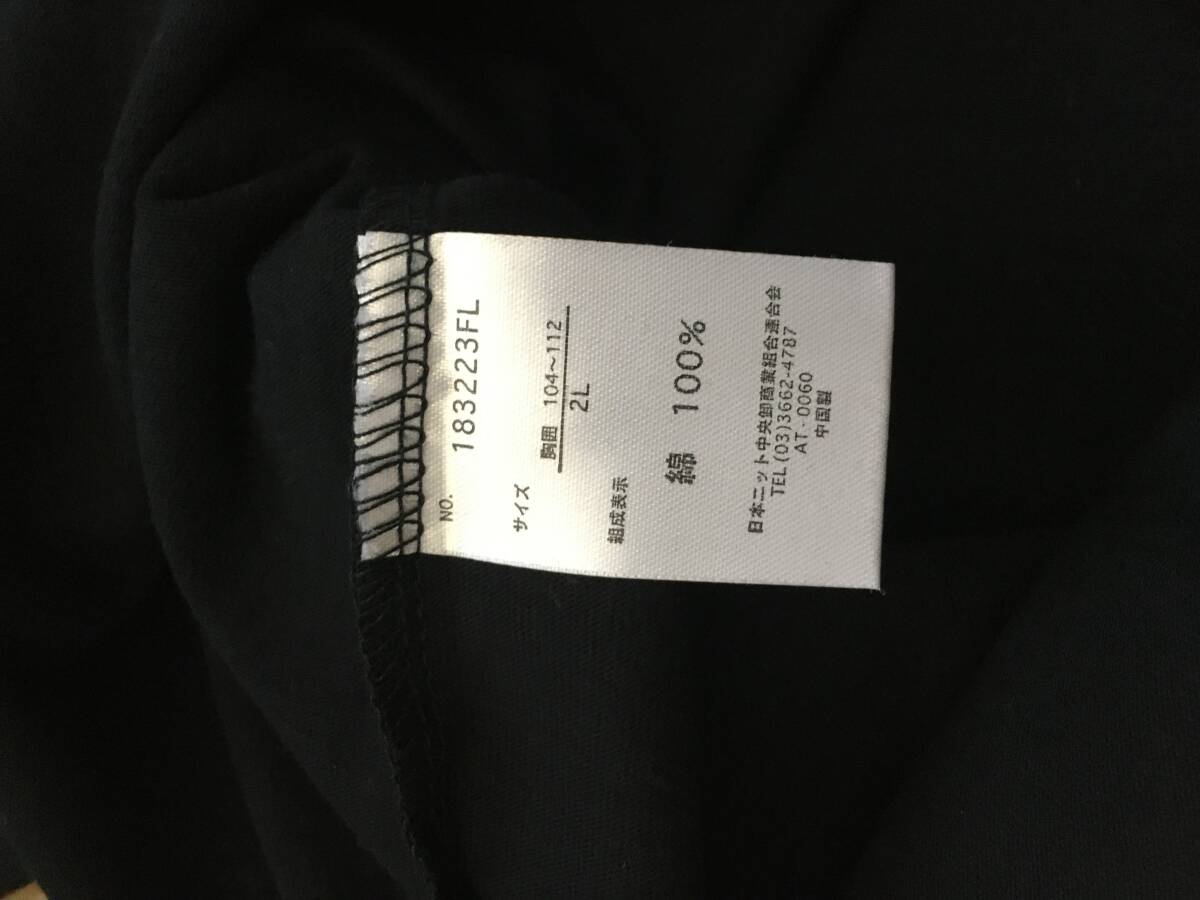 NO.
183223FL
サイズ
胸囲 104～112
2L
組成表示
綿 100%
日本ニット中央卸商業組合連合会
TEL(03)3662-4787
AT-0060
中国製